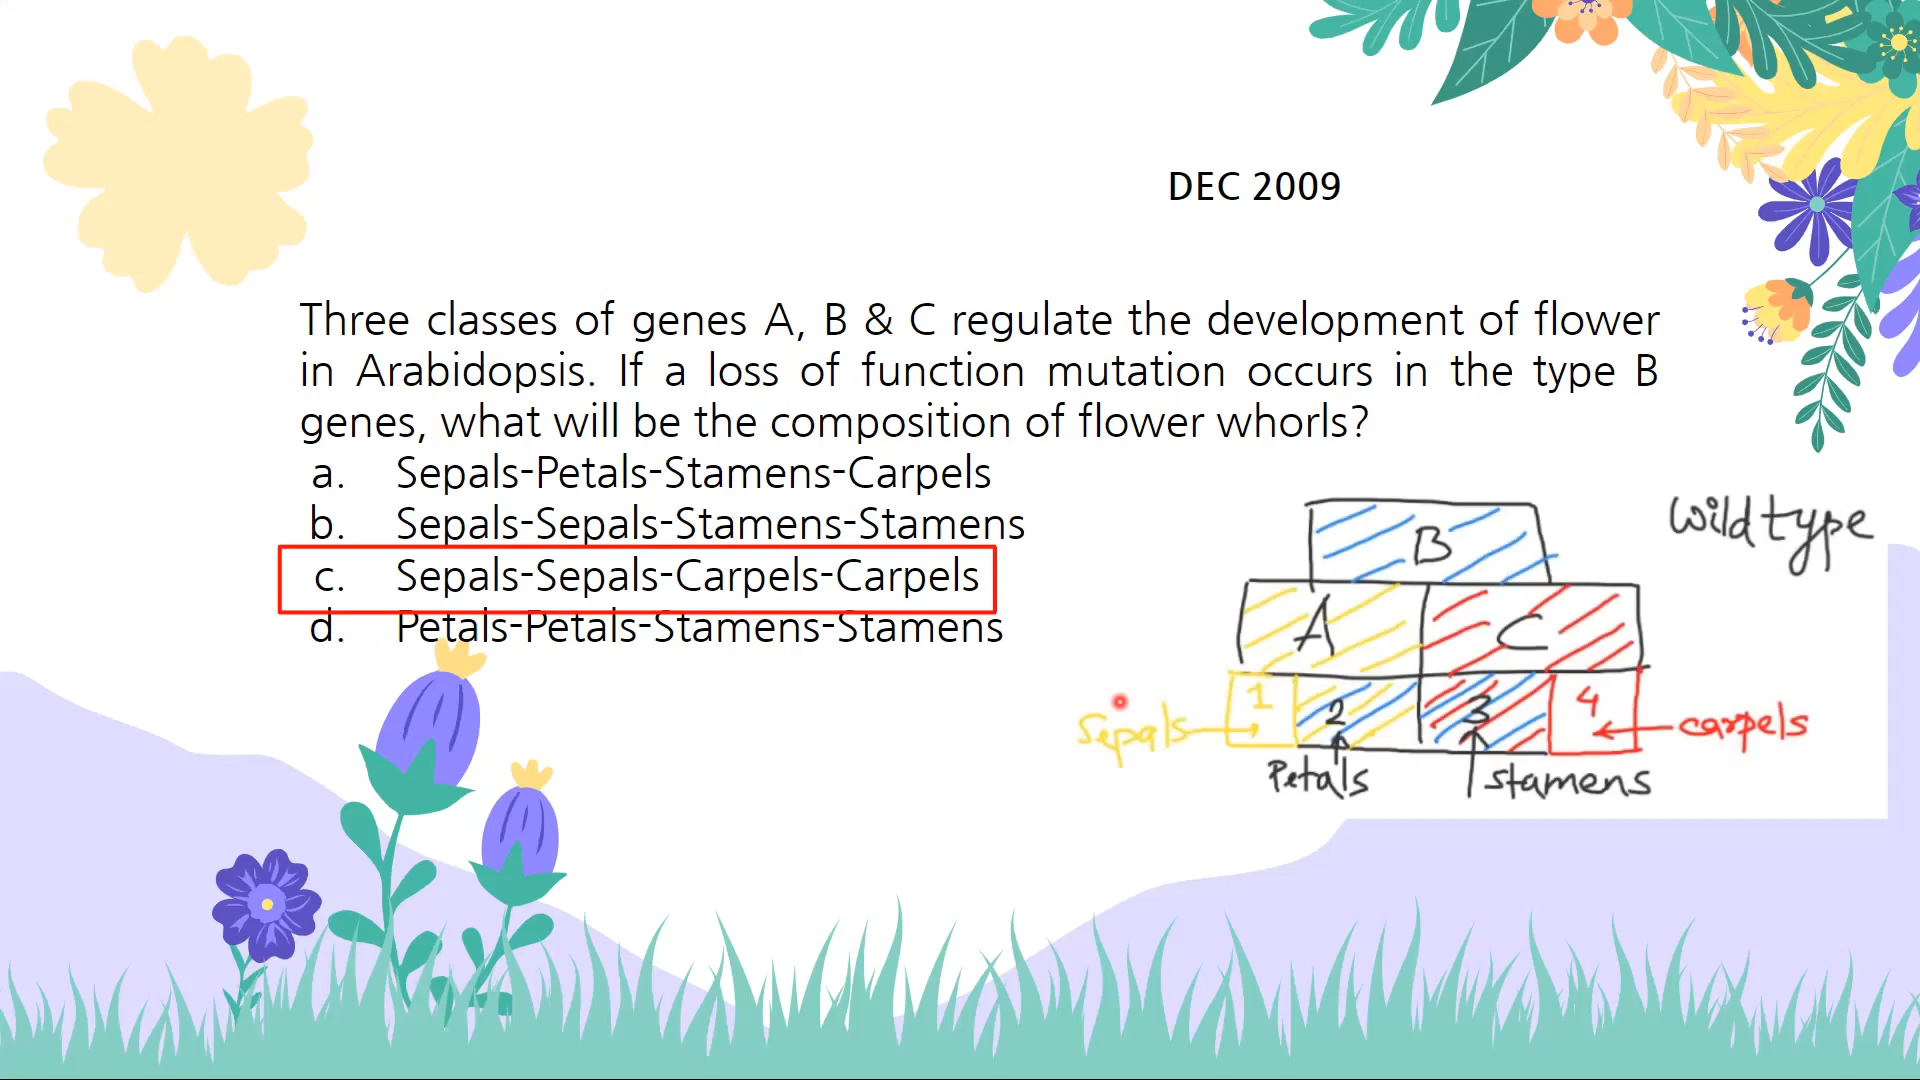 DEC 2009
Three classes of genes A, B & C regulate the development of flower
in Arabidopsis. If a loss of function mutation occurs in the type B
genes, what will be the composition of flower whorls?
a. Sepals-Petals-Stamens-Carpels
b. Sepals-Sepals-Stamens-Stamens
c. Sepals-Sepals-Carpels-Carpels
d. Petals-Petals-Stamens-Stamens
Wild type
B
A C
1 2 3 4
Sepals
carpels
Petals
stamens